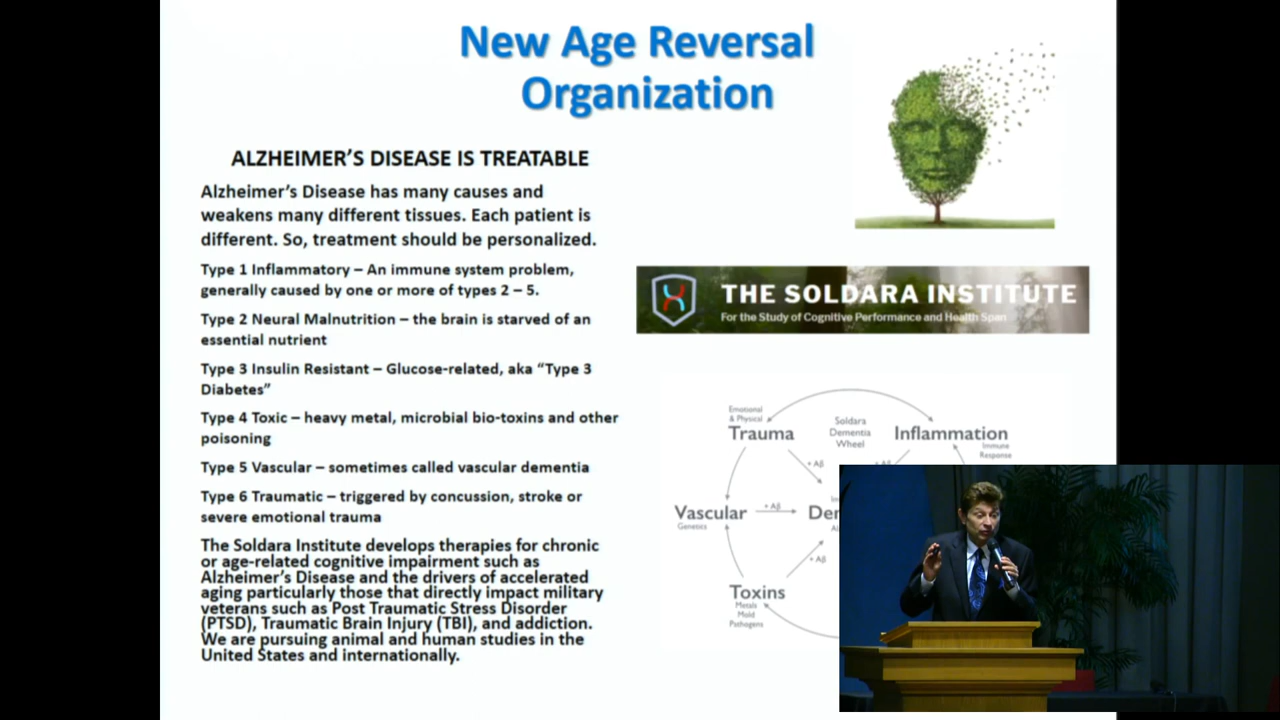 New Age Reversal
Organization
ALZHEIMER'S DISEASE IS TREATABLE
Alzheimer's Disease has many causes and
weakens many different tissues. Each patient is
different. So, treatment should be personalized.
Type 1 Inflammatory – An immune system problem,
generally caused by one or more of types 2 – 5.
Type 2 Neural Malnutrition – the brain is starved of an
essential nutrient
Type 3 Insulin Resistant – Glucose-related, aka "Type 3
Diabetes"
Type 4 Toxic – heavy metal, microbial bio-toxins and other
poisoning
Type 5 Vascular – sometimes called vascular dementia
Type 6 Traumatic – triggered by concussion, stroke or
severe emotional trauma
The Soldara Institute develops therapies for chronic
or age-related cognitive impairment such as
Alzheimer's Disease and the drivers of accelerated
aging particularly those that directly impact military
veterans such as Post Traumatic Stress Disorder
(PTSD), Traumatic Brain Injury (TBI), and addiction.
We are pursuing animal and human studies in the
United States and internationally.
THE SOLDARA INSTITUTE
For the Study of Cognitive Performance and Health Span
Emotional
& Physical
Trauma
Soldara
Dementia
Wheel
Inflammation
Immune
Response
+ Aβ
+ Aβ
Vascular
Genetics
+ Aβ
+ Aβ
Toxins
Metals
Mold
Pathogens